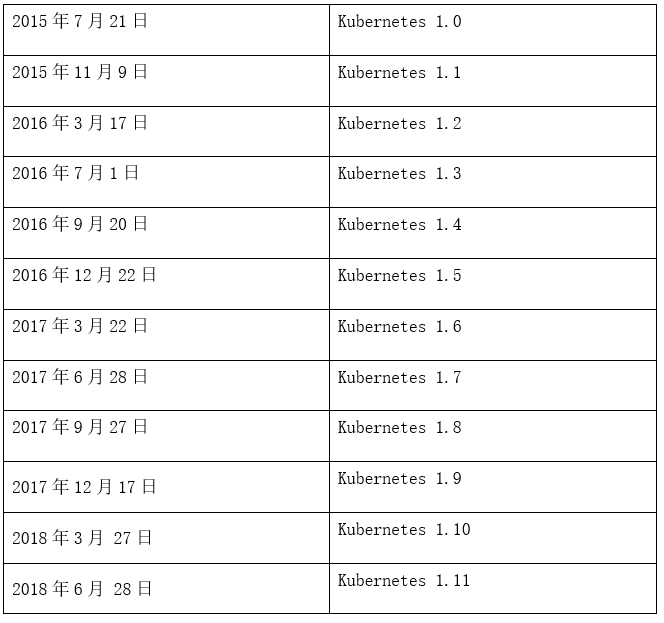 2015 年 7 月 21 日 Kubernetes 1.0
2015 年 11 月 9 日 Kubernetes 1.1
2016 年 3 月 17 日 Kubernetes 1.2
2016 年 7 月 1 日 Kubernetes 1.3
2016 年 9 月 20 日 Kubernetes 1.4
2016 年 12 月 22 日 Kubernetes 1.5
2017 年 3 月 22 日 Kubernetes 1.6
2017 年 6 月 28 日 Kubernetes 1.7
2017 年 9 月 27 日 Kubernetes 1.8
2017 年 12 月 17 日 Kubernetes 1.9
2018 年 3 月 27 日 Kubernetes 1.10
2018 年 6 月 28 日 Kubernetes 1.11